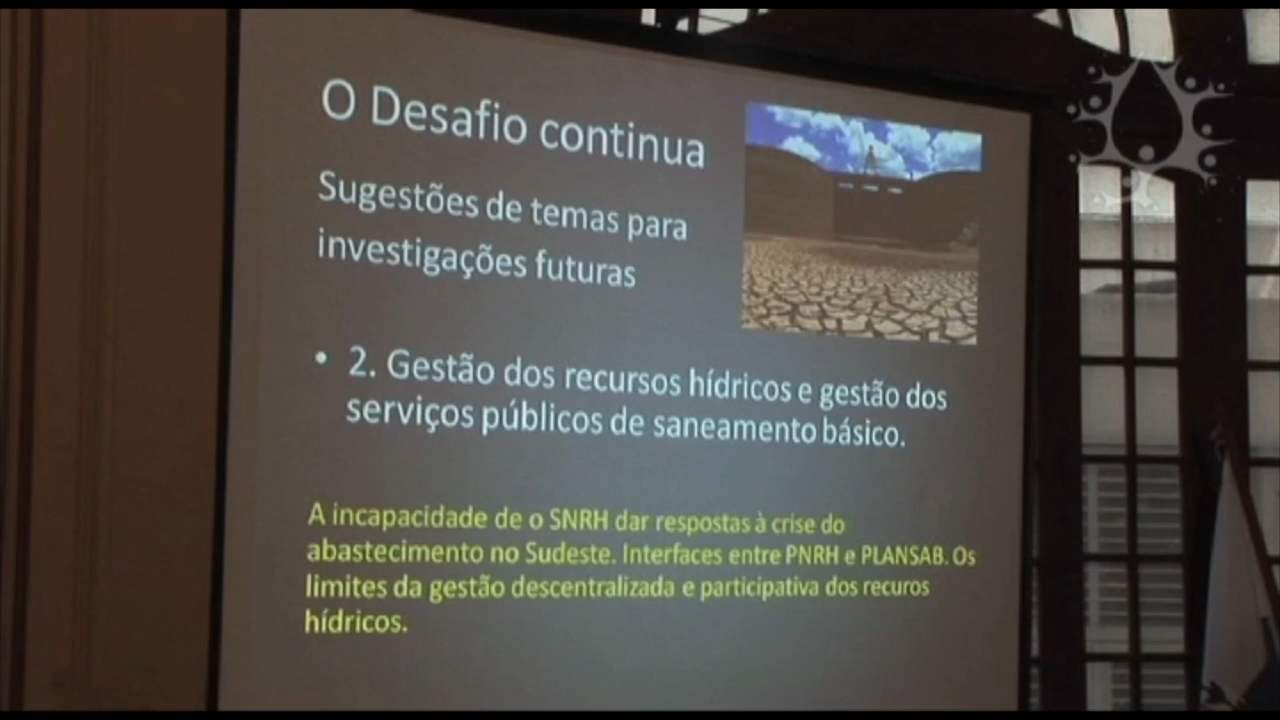 O Desafio continua
Sugestões de temas para
investigações futuras
• 2. Gestão dos recursos hídricos e gestão dos
serviços públicos de saneamento básico.
A incapacidade de o SNRH dar respostas à crise do
abastecimento no Sudeste. Interfaces entre PNRH e PLANSAB. Os
limites da gestão descentralizada e participativa dos recuros
hídricos.